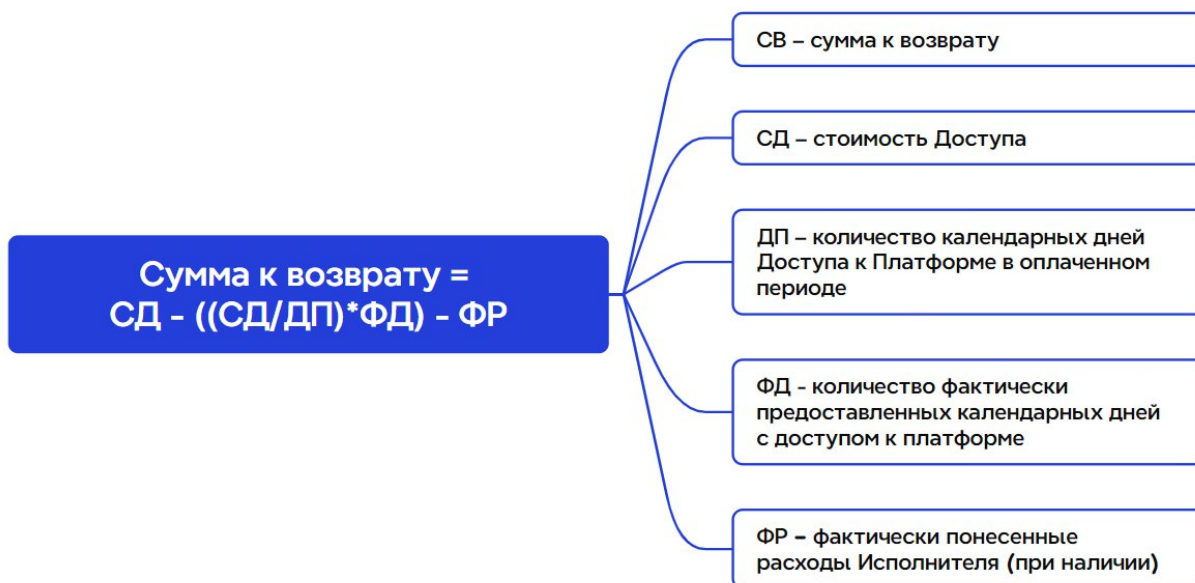 Сумма к возврату =
СД - ((СД/ДП)*ФД) - ФР
СВ – сумма к возврату
СД – стоимость Доступа
ДП – количество календарных дней
Доступа к Платформе в оплаченном
периоде
ФД - количество фактически
предоставленных календарных дней
с доступом к платформе
ФР – фактически понесенные
расходы Исполнителя (при наличии)